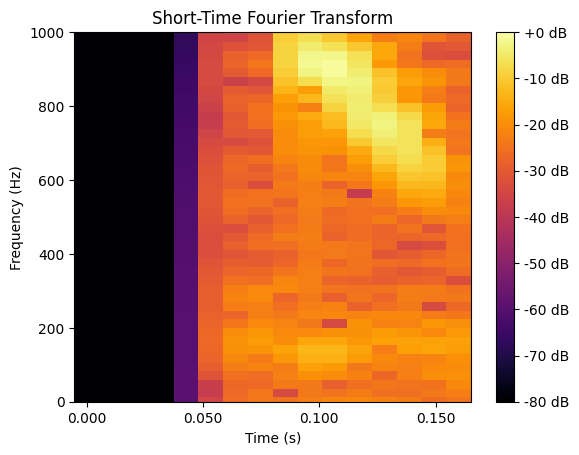 Short-Time Fourier Transform
Frequency (Hz)
1000
800
600
400
200
0
0.000
0.050
0.100
0.150
Time (s)
+0 dB
-10 dB
-20 dB
-30 dB
-40 dB
-50 dB
-60 dB
-70 dB
-80 dB